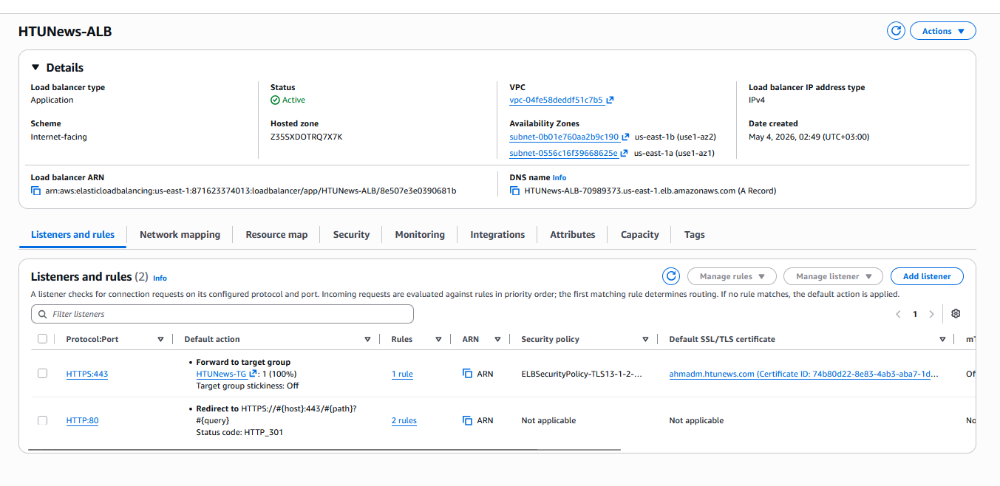 HTUNews-ALB
Actions
Details
Load balancer type
Application
Status
Active
VPC
vpc-04fe58deddf51c7b5
Load balancer IP address type
IPv4
Scheme
Internet-facing
Hosted zone
Z35SXDOTRQ7X7K
Availability Zones
subnet-0b01e760aa2b9c190 us-east-1b (use1-az2)
subnet-0556c16f39668625e us-east-1a (use1-az1)
Date created
May 4, 2026, 02:49 (UTC+03:00)
Load balancer ARN
arn:aws:elasticloadbalancing:us-east-1:871623374013:loadbalancer/app/HTUNews-ALB/8e507e3e0390681b
DNS name Info
HTUNews-ALB-70989373.us-east-1.elb.amazonaws.com (A Record)
Listeners and rules Network mapping Resource map Security Monitoring Integrations Attributes Capacity Tags
Listeners and rules (2) Info
Manage rules Manage listener Add listener
A listener checks for connection requests on its configured protocol and port. Incoming requests are evaluated against rules in priority order; the first matching rule determines routing. If no rule matches, the default action is applied.
Filter listeners
1
Protocol:Port Default action Rules ARN Security policy Default SSL/TLS certificate mT
HTTPS:443
• Forward to target group
HTUNews-TG : 1 (100%)
Target group stickiness: Off
1 rule
ARN
ELBSecurityPolicy-TLS13-1-2-...
ahmadm.htunews.com (Certificate ID: 74b80d22-8e83-4ab3-aba7-1d...
Of
HTTP:80
• Redirect to HTTPS://#{host}:443/#{path}?
#{query}
Status code: HTTP_301
2 rules
ARN
Not applicable
Not applicable
No